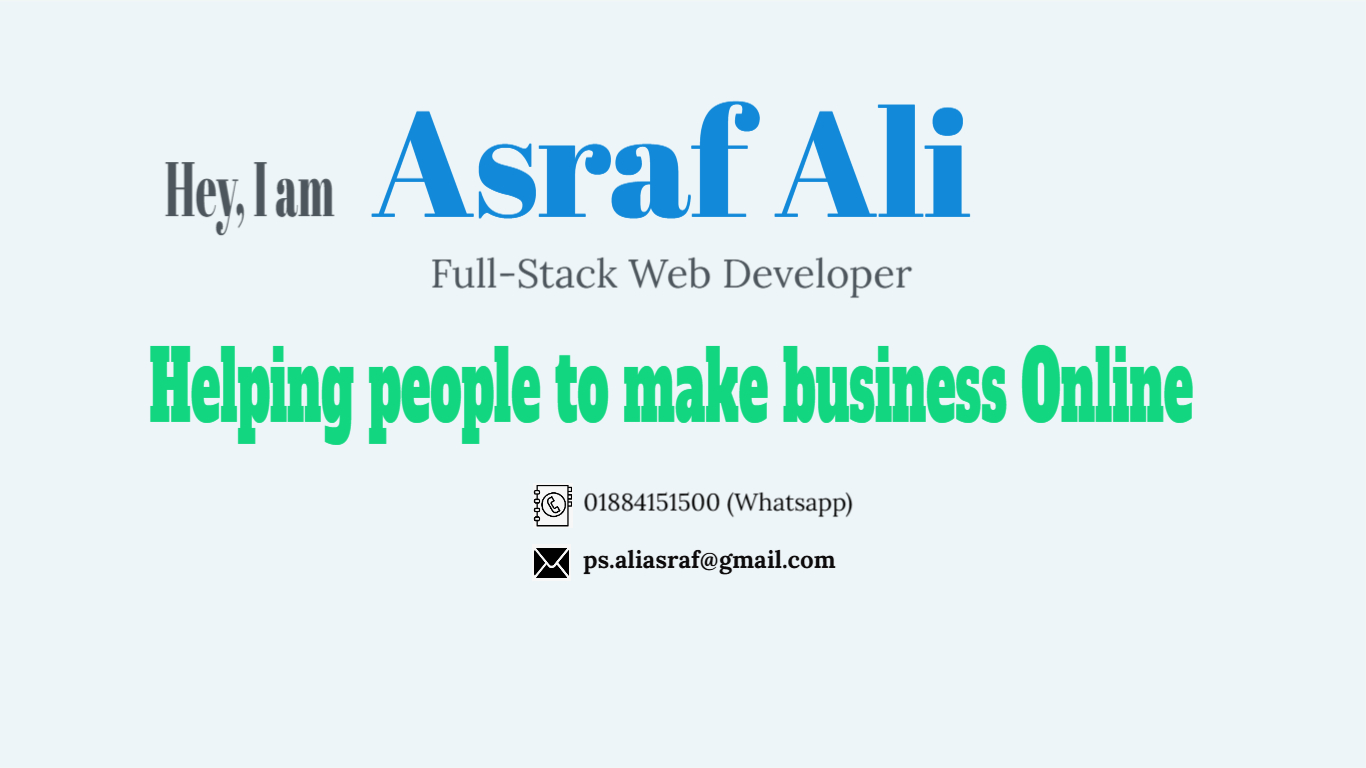 Hey, I am Asraf Ali
Full-Stack Web Developer
Helping people to make business Online
01884151500 (Whatsapp)
ps.aliasraf@gmail.com